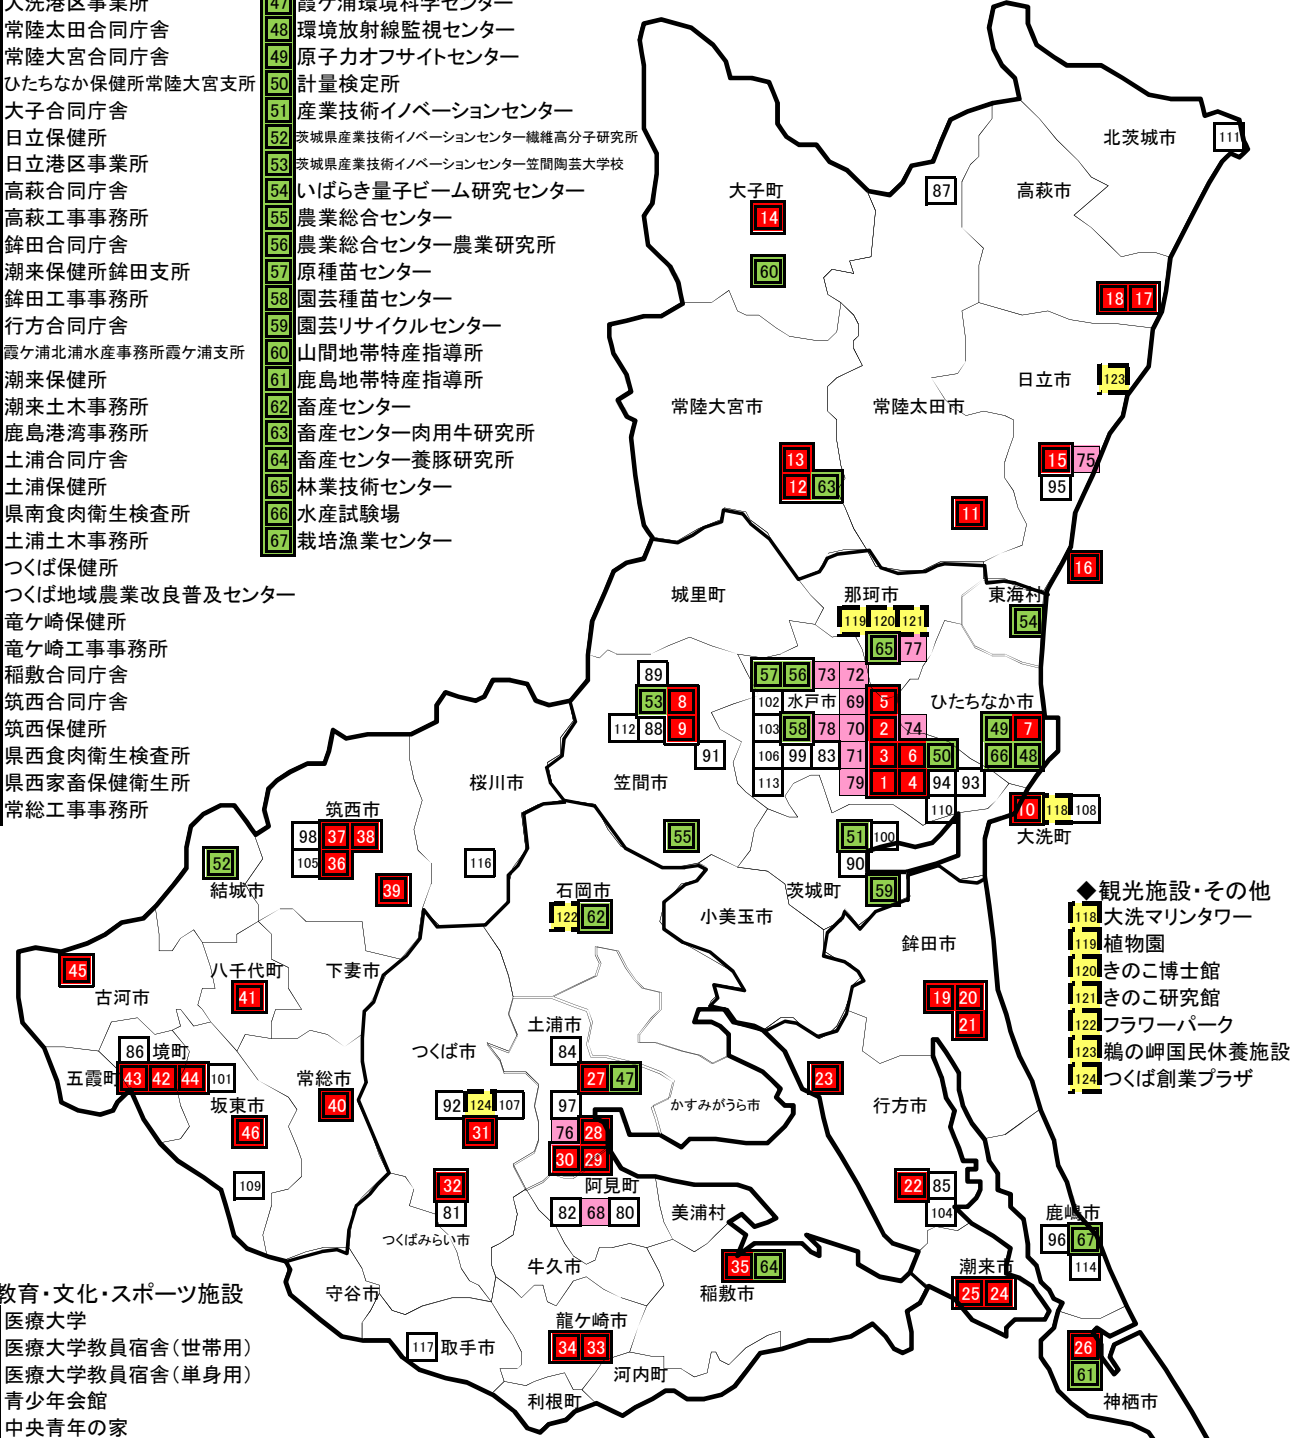 大洗港区事業所
常陸太田合同庁舎
常陸大宮合同庁舎
ひたちなか保健所常陸大宮支所
大子合同庁舎
日立保健所
日立港区事業所
高萩合同庁舎
高萩工事事務所
鉾田合同庁舎
潮来保健所鉾田支所
鉾田工事事務所
行方合同庁舎
霞ケ浦北浦水産事務所霞ケ浦支所
潮来保健所
潮来土木事務所
鹿島港湾事務所
土浦合同庁舎
土浦保健所
県南食肉衛生検査所
土浦土木事務所
つくば保健所
つくば地域農業改良普及センター
竜ケ崎保健所
竜ケ崎工事事務所
稲敷合同庁舎
筑西合同庁舎
筑西保健所
県西食肉衛生検査所
県西家畜保健衛生所
常総工事事務所
47 霞ケ浦環境科学センター
48 環境放射線監視センター
49 原子力オフサイトセンター
50 計量検定所
51 産業技術イノベーションセンター
52 茨城県産業技術イノベーションセンター繊維高分子研究所
53 茨城県産業技術イノベーションセンター笠間陶芸大学校
54 いばらき量子ビーム研究センター
55 農業総合センター
56 農業総合センター農業研究所
57 原種苗センター
58 園芸種苗センター
59 園芸リサイクルセンター
60 山間地帯特産指導所
61 鹿島地帯特産指導所
62 畜産センター
63 畜産センター肉用牛研究所
64 畜産センター養豚研究所
65 林業技術センター
66 水産試験場
67 栽培漁業センター
北茨城市 111
大子町 87 高萩市
14
60
18 17
日立市 123
常陸大宮市 常陸太田市
13 15 75
12 63 95
11
16
城里町 那珂市 東海村
119 120 121 54
65 77
89 57 56 73 72
53 8 102 水戸市 69 5 ひたちなか市
112 88 9 103 58 78 70 2 74 49 7
91 106 99 83 71 3 6 50 66 48
桜川市 笠間市 113 79 1 4 94 93
筑西市 110 10 118 108
98 37 38 55 51 100 大洗町
52 105 36 116 90
結城市 39 石岡市 茨城町 59
122 62 小美玉市
鉾田市
45 八千代町 下妻市
古河市 41 19 20
土浦市 21
86 境町 つくば市 84
五霞町 43 42 44 101 常総市 27 47 23
坂東市 40 92 124 107 97 かすみがうら市 行方市
46 31 76 28
30 29
109 32 阿見町 22 85
81 82 68 80 美浦村 104 鹿嶋市
つくばみらい市 96 67
牛久市 35 64 潮来市 114
守谷市 稲敷市 25 24
龍ケ崎市
117 取手市 34 33 26
河内町 61
利根町 神栖市
◆観光施設・その他
118 大洗マリンタワー
119 植物園
120 きのこ博士館
121 きのこ研究館
122 フラワーパーク
123 鵜の岬国民休養施設
124 つくば創業プラザ
教育・文化・スポーツ施設
医療大学
医療大学教員宿舎（世帯用）
医療大学教員宿舎（単身用）
青少年会館
中央青年の家